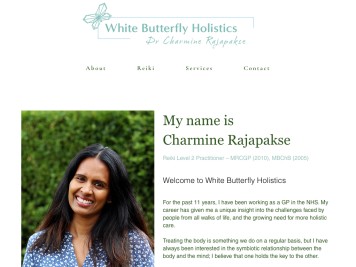 White Butterfly Holistics
Dr Charmine Rajapakse
About Reiki Services Contact
My name is
Charmine Rajapakse
Reiki Level 2 Practitioner – MRCGP (2010), MBChB (2005)
Welcome to White Butterfly Holistics
For the past 11 years, I have been working as a GP in the NHS. My
career has given me a unique insight into the challenges faced by
people from all walks of life, and the growing need for more holistic
care.
Treating the body is something we do on a regular basis, but I have
always been interested in the symbiotic relationship between the
body and the mind; I believe that one holds the key to the other.